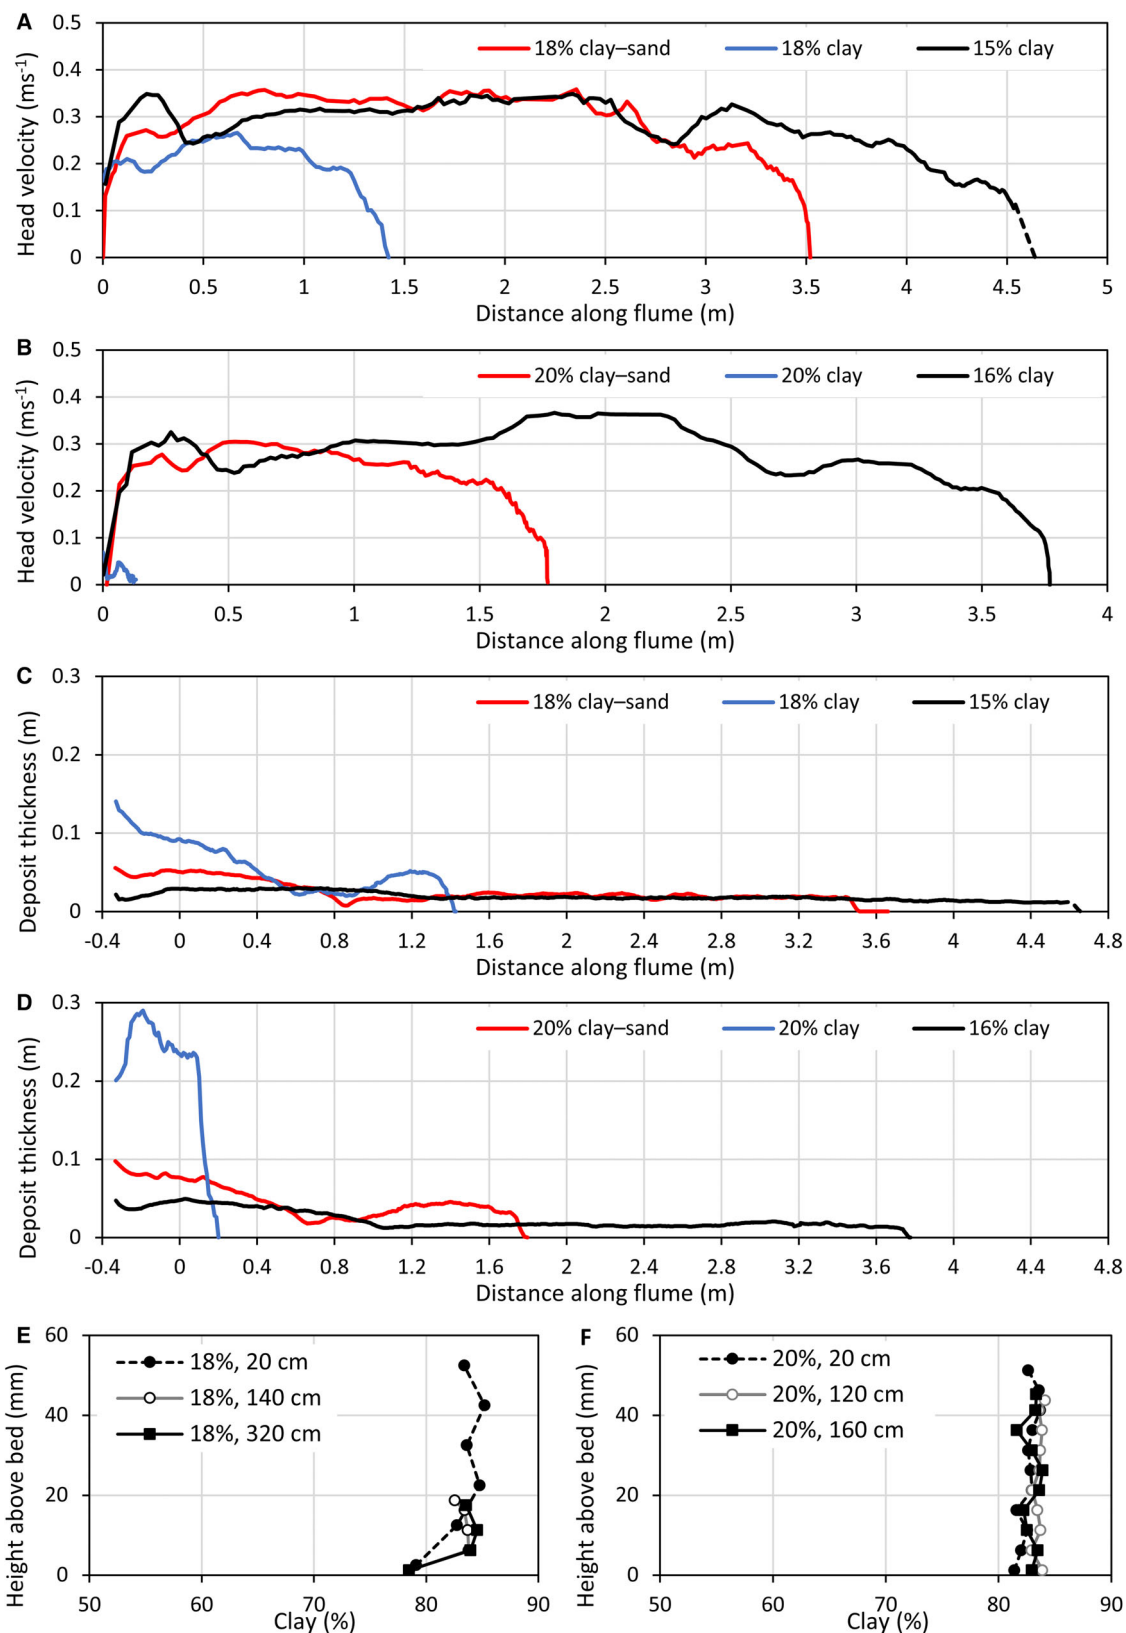 A
0.5
0.4
0.3
0.2
0.1
0
Head velocity (ms⁻¹)
18% clay–sand 18% clay 15% clay
0 0.5 1 1.5 2 2.5 3 3.5 4 4.5 5
Distance along flume (m)
B
0.5
0.4
0.3
0.2
0.1
0
Head velocity (ms⁻¹)
20% clay–sand 20% clay 16% clay
0 0.5 1 1.5 2 2.5 3 3.5 4
Distance along flume (m)
C
0.3
0.2
0.1
0
Deposit thickness (m)
18% clay–sand 18% clay 15% clay
-0.4 0 0.4 0.8 1.2 1.6 2 2.4 2.8 3.2 3.6 4 4.4 4.8
Distance along flume (m)
D
0.3
0.2
0.1
0
Deposit thickness (m)
20% clay–sand 20% clay 16% clay
-0.4 0 0.4 0.8 1.2 1.6 2 2.4 2.8 3.2 3.6 4 4.4 4.8
Distance along flume (m)
E
60
40
20
0
Height above bed (mm)
18%, 20 cm
18%, 140 cm
18%, 320 cm
50 60 70 80 90
Clay (%)
F
60
40
20
0
Height above bed (mm)
20%, 20 cm
20%, 120 cm
20%, 160 cm
50 60 70 80 90
Clay (%)